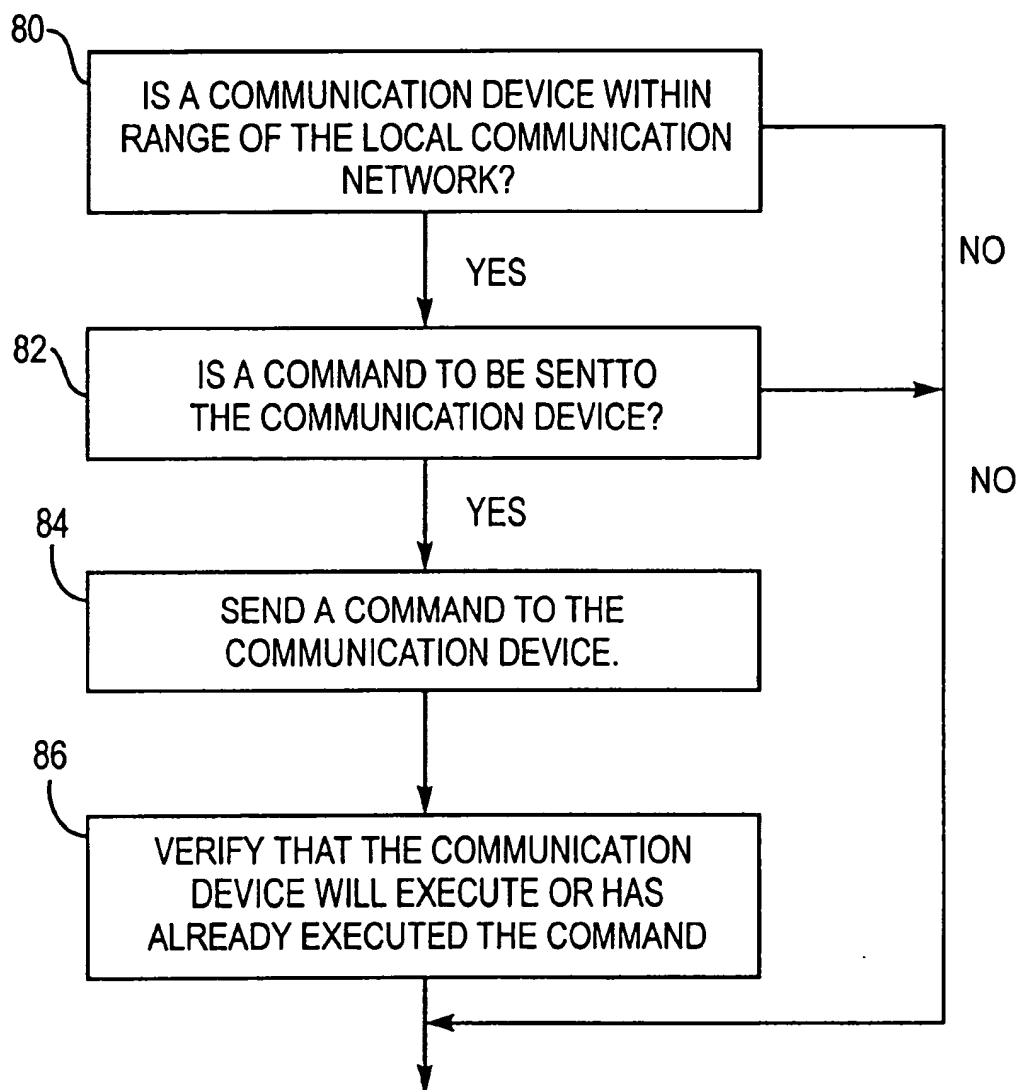 80
IS A COMMUNICATION DEVICE WITHIN
RANGE OF THE LOCAL COMMUNICATION
NETWORK?
NO
YES
82
IS A COMMAND TO BE SENTTO
THE COMMUNICATION DEVICE?
NO
YES
84
SEND A COMMAND TO THE
COMMUNICATION DEVICE.
86
VERIFY THAT THE COMMUNICATION
DEVICE WILL EXECUTE OR HAS
ALREADY EXECUTED THE COMMAND